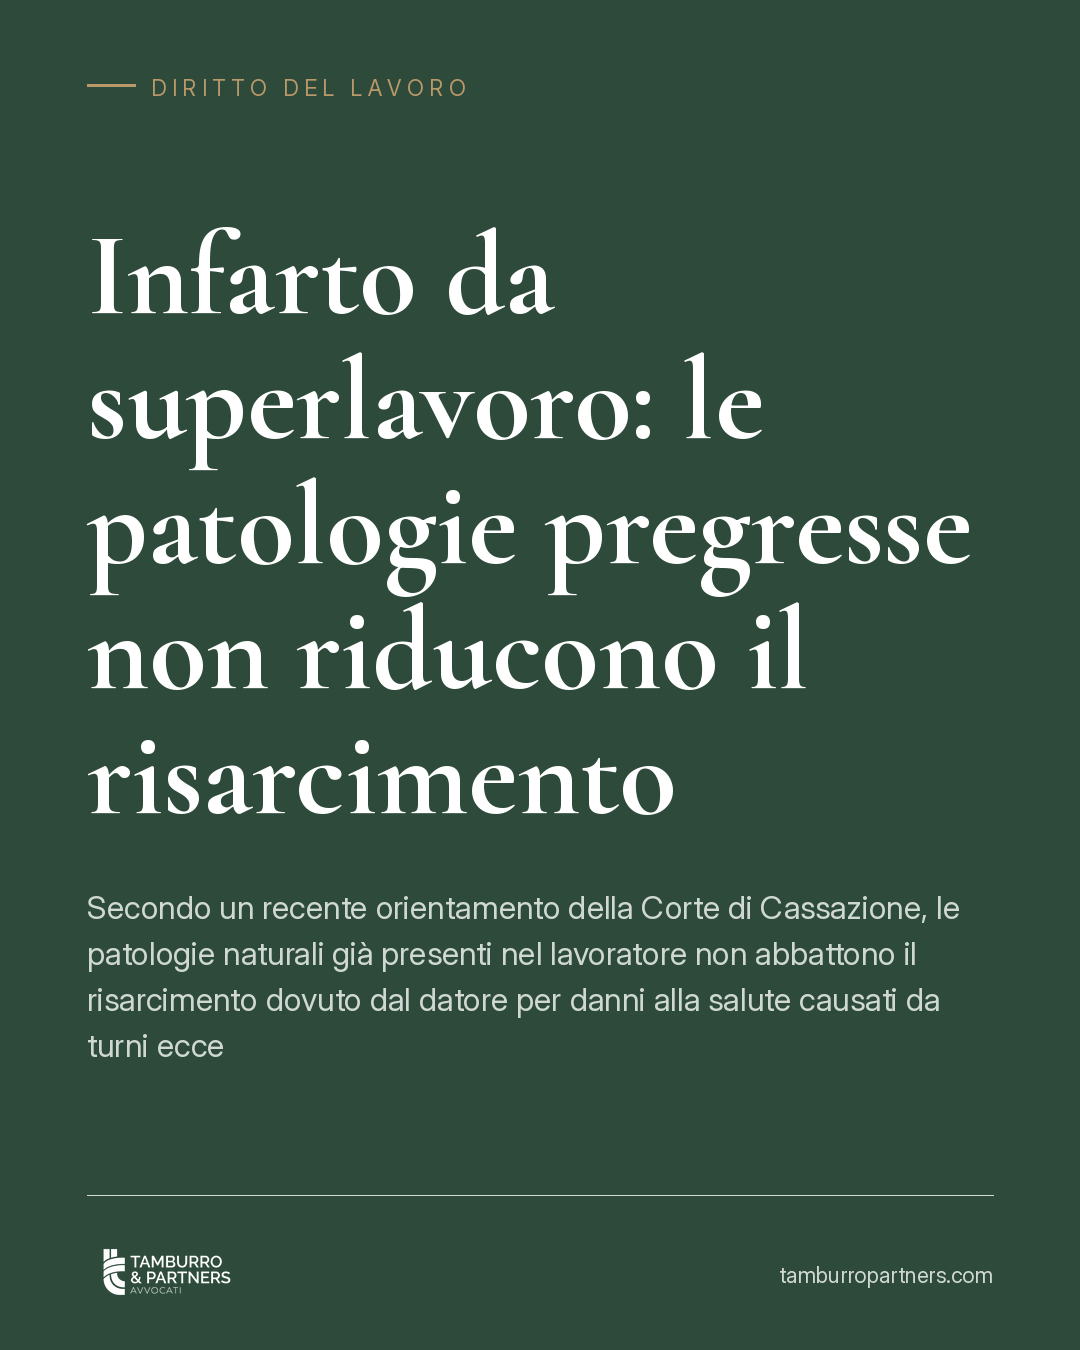 DIRITTO DEL LAVORO
Infarto da
superlavoro: le
patologie pregresse
non riducono il
risarcimento
Secondo un recente orientamento della Corte di Cassazione, le
patologie naturali già presenti nel lavoratore non abbattono il
risarcimento dovuto dal datore per danni alla salute causati da
turni ecce
TAMBURRO
& PARTNERS
AVVOCATI
tamburropartners.com